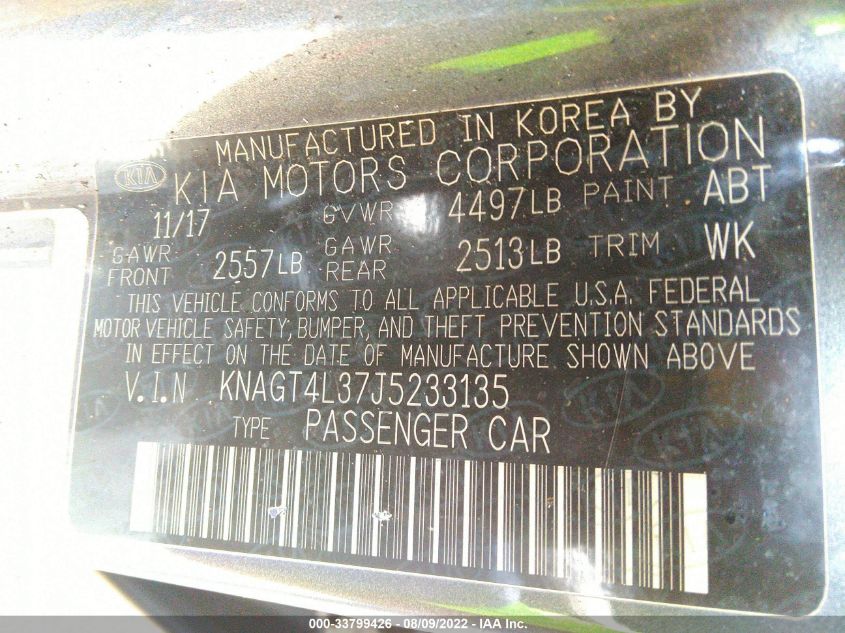 MANUFACTURED IN KOREA BY
KIA KIA MOTORS CORPORATION
11/17 GVWR 4497LB PAINT ABT
GAWR FRONT 2557LB GAWR REAR 2513LB TRIM WK
THIS VEHICLE CONFORMS TO ALL APPLICABLE U.S.A. FEDERAL
MOTOR VEHICLE SAFETY, BUMPER, AND THEFT PREVENTION STANDARDS
IN EFFECT ON THE DATE OF MANUFACTURE SHOWN ABOVE
V.I.N KNAGT4L37J5233135
TYPE PASSENGER CAR
000-33799426 - 08/09/2022 - IAA Inc.